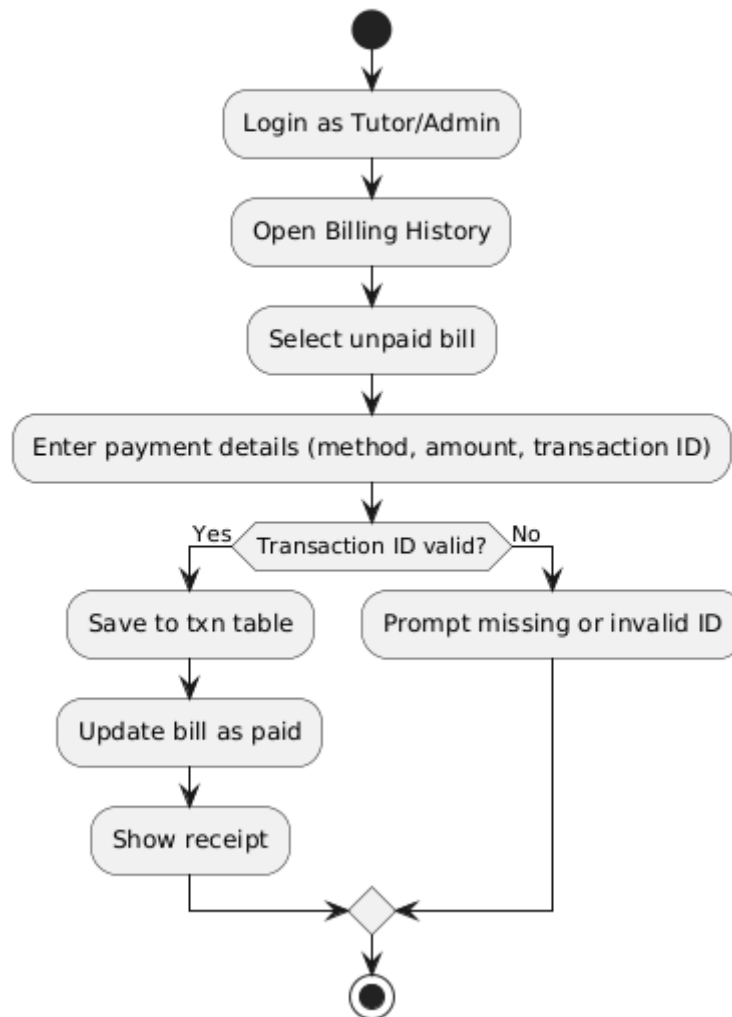 Login as Tutor/Admin
Open Billing History
Select unpaid bill
Enter payment details (method, amount, transaction ID)
Yes
Transaction ID valid?
No
Save to txn table
Prompt missing or invalid ID
Update bill as paid
Show receipt